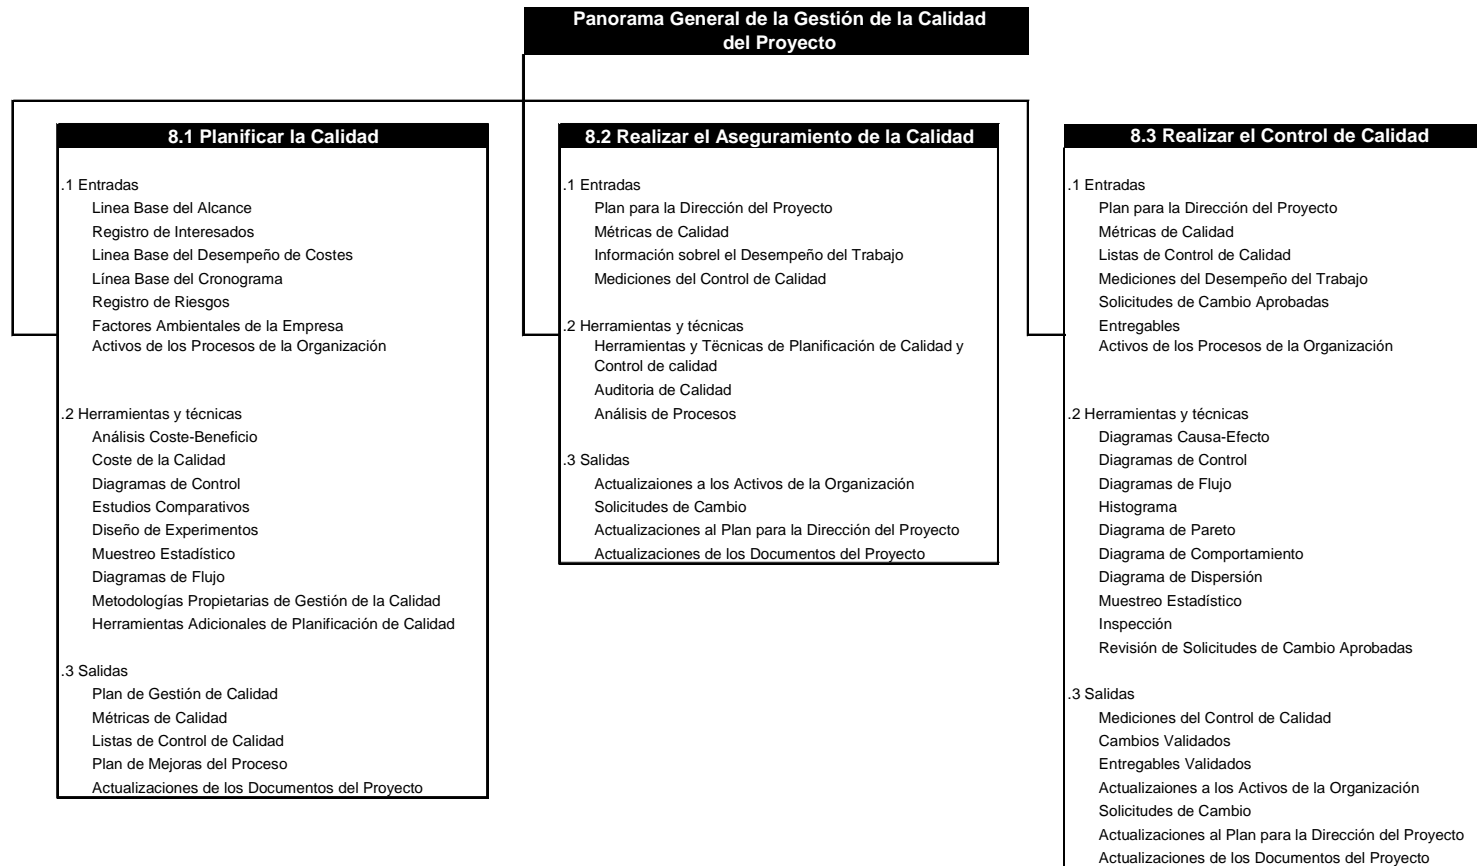 Panorama General de la Gestión de la Calidad
del Proyecto
8.1 Planificar la Calidad
.1 Entradas
Linea Base del Alcance
Registro de Interesados
Linea Base del Desempeño de Costes
Línea Base del Cronograma
Registro de Riesgos
Factores Ambientales de la Empresa
Activos de los Procesos de la Organización
.2 Herramientas y técnicas
Análisis Coste-Beneficio
Coste de la Calidad
Diagramas de Control
Estudios Comparativos
Diseño de Experimentos
Muestreo Estadístico
Diagramas de Flujo
Metodologías Propietarias de Gestión de la Calidad
Herramientas Adicionales de Planificación de Calidad
.3 Salidas
Plan de Gestión de Calidad
Métricas de Calidad
Listas de Control de Calidad
Plan de Mejoras del Proceso
Actualizaciones de los Documentos del Proyecto
8.2 Realizar el Aseguramiento de la Calidad
.1 Entradas
Plan para la Dirección del Proyecto
Métricas de Calidad
Información sobrel el Desempeño del Trabajo
Mediciones del Control de Calidad
.2 Herramientas y técnicas
Herramientas y Tëcnicas de Planificación de Calidad y
Control de calidad
Auditoria de Calidad
Análisis de Procesos
.3 Salidas
Actualizaiones a los Activos de la Organización
Solicitudes de Cambio
Actualizaciones al Plan para la Dirección del Proyecto
Actualizaciones de los Documentos del Proyecto
8.3 Realizar el Control de Calidad
.1 Entradas
Plan para la Dirección del Proyecto
Métricas de Calidad
Listas de Control de Calidad
Mediciones del Desempeño del Trabajo
Solicitudes de Cambio Aprobadas
Entregables
Activos de los Procesos de la Organización
.2 Herramientas y técnicas
Diagramas Causa-Efecto
Diagramas de Control
Diagramas de Flujo
Histograma
Diagrama de Pareto
Diagrama de Comportamiento
Diagrama de Dispersión
Muestreo Estadístico
Inspección
Revisión de Solicitudes de Cambio Aprobadas
.3 Salidas
Mediciones del Control de Calidad
Cambios Validados
Entregables Validados
Actualizaiones a los Activos de la Organización
Solicitudes de Cambio
Actualizaciones al Plan para la Dirección del Proyecto
Actualizaciones de los Documentos del Proyecto